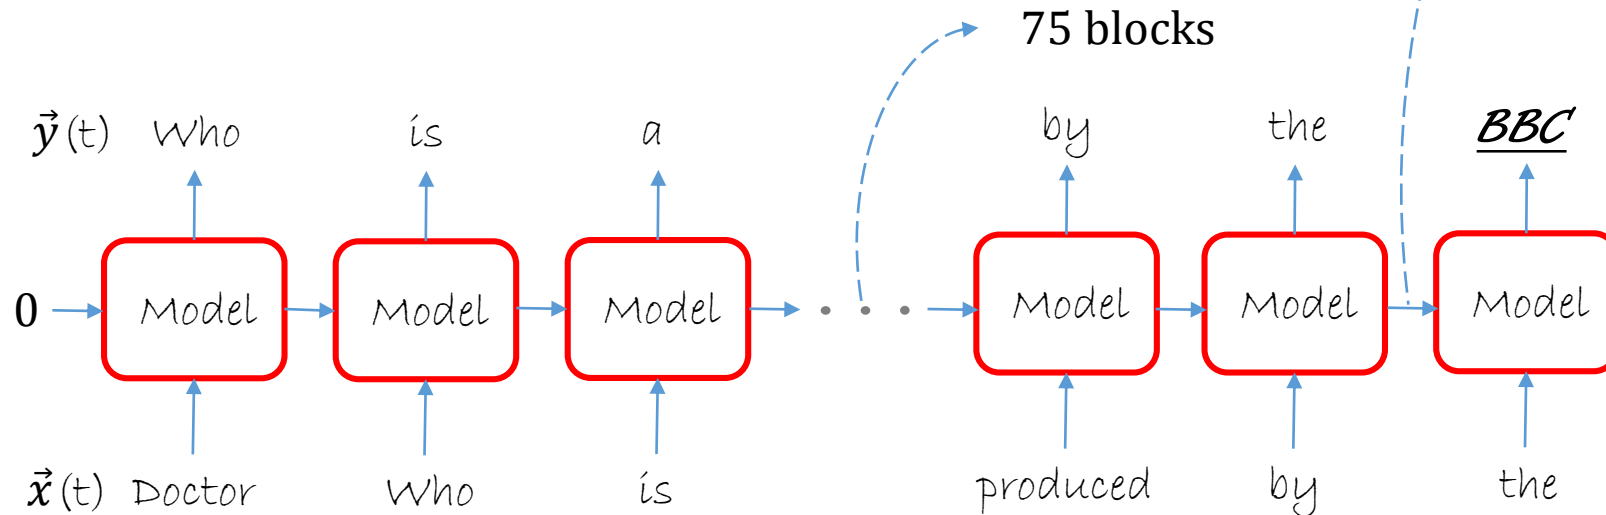 75 blocks
y⃗ (t) Who is a by the BBC
0 Model Model Model . . . Model Model Model
x⃗ (t) Doctor Who is produced by the